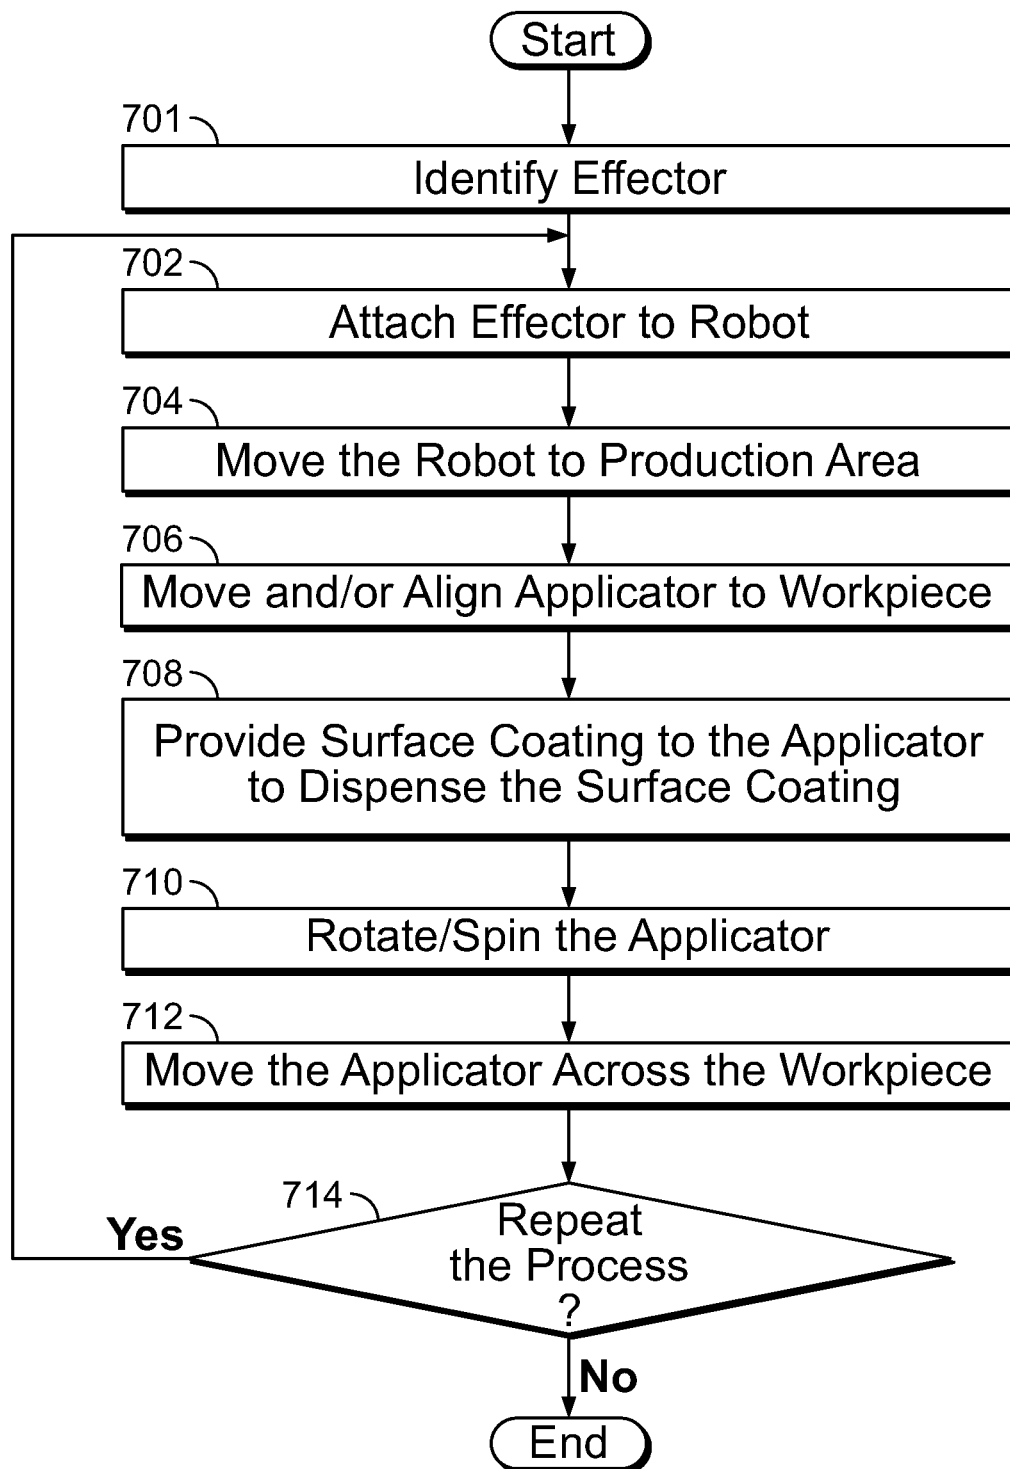 Start
701
Identify Effector
702
Attach Effector to Robot
704
Move the Robot to Production Area
706
Move and/or Align Applicator to Workpiece
708
Provide Surface Coating to the Applicator
to Dispense the Surface Coating
710
Rotate/Spin the Applicator
712
Move the Applicator Across the Workpiece
714
Repeat
the Process
?
Yes
No
End